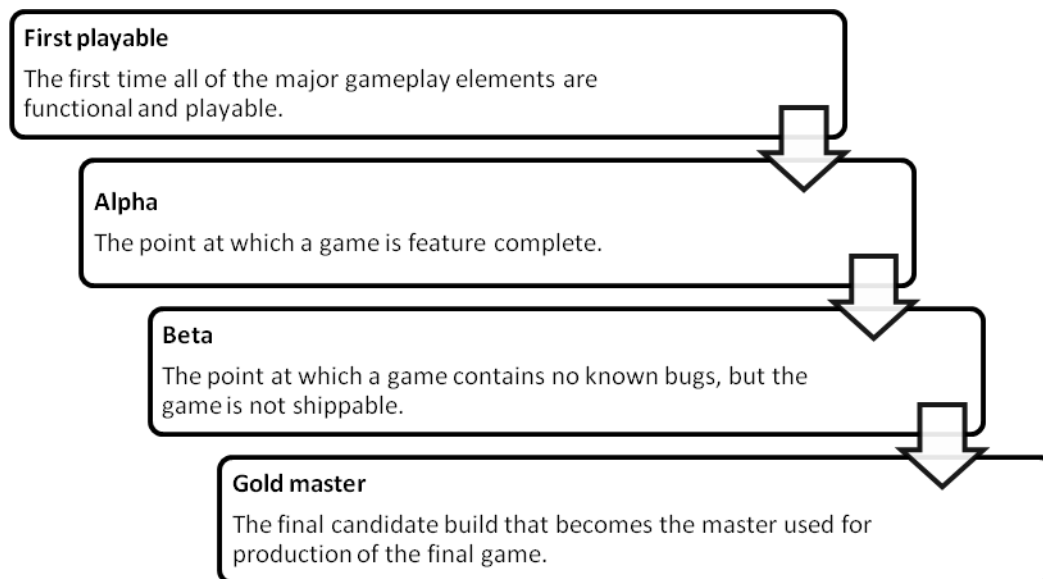 First playable
The first time all of the major gameplay elements are
functional and playable.
Alpha
The point at which a game is feature complete.
Beta
The point at which a game contains no known bugs, but the
game is not shippable.
Gold master
The final candidate build that becomes the master used for
production of the final game.